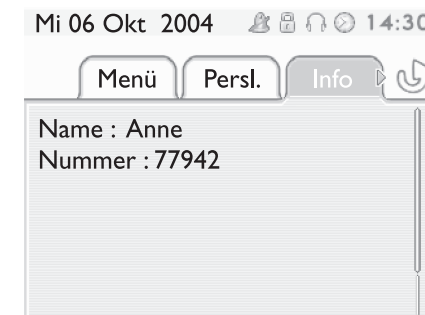 Mi 06 Okt 2004 14:30
Menü Persl. Info
Name : Anne
Nummer : 77942